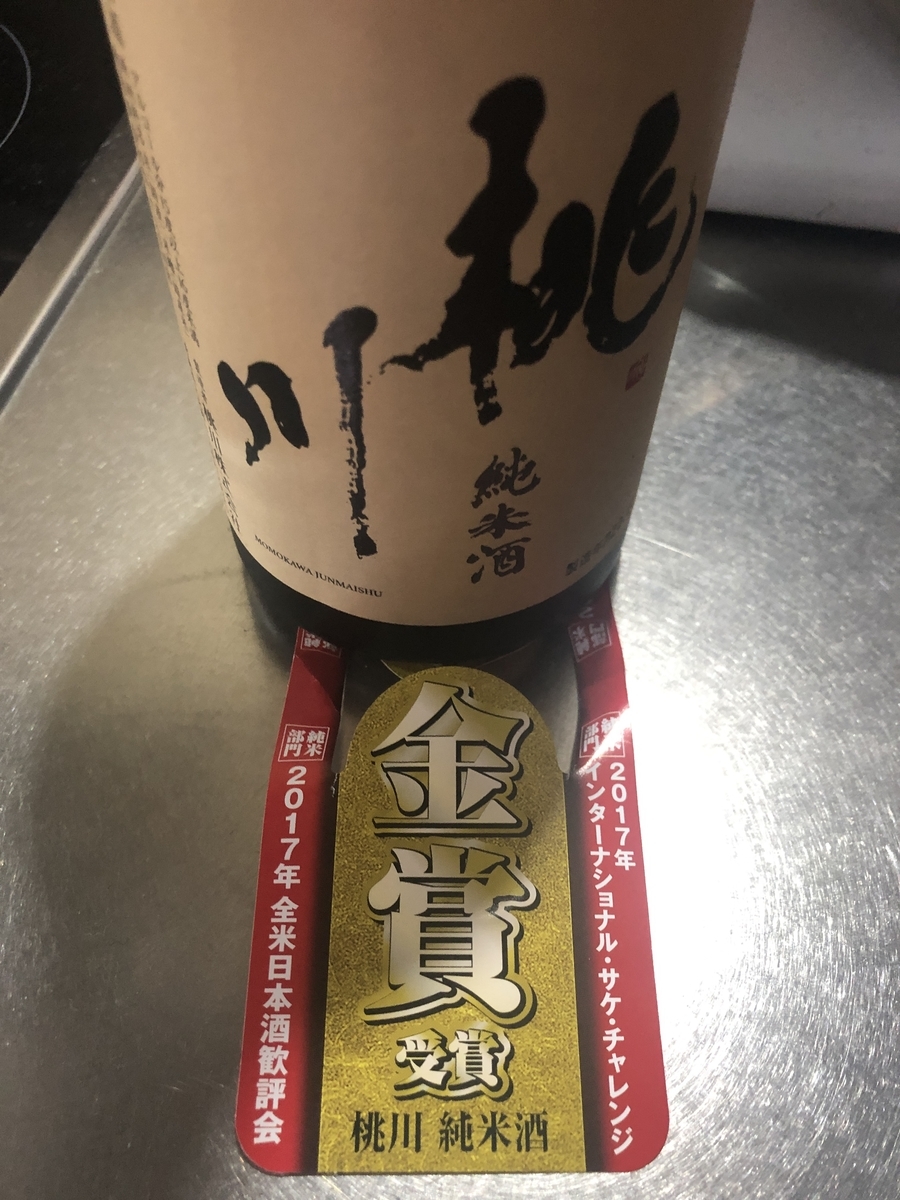 桃川
純米酒
MOMOKAWA JUNMAISHU
金賞
受賞
桃川 純米酒
純米
部門
2017年
インターナショナル・サケ・チャレンジ
純米
部門
2017年 全米日本酒歓評会